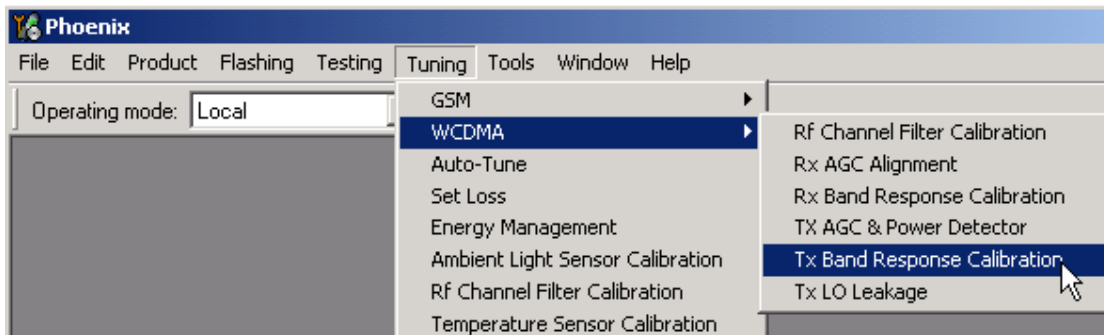 Phoenix
File Edit Product Flashing Testing Tuning Tools Window Help
Operating mode: Local
GSM
WCDMA
Auto-Tune
Set Loss
Energy Management
Ambient Light Sensor Calibration
Rf Channel Filter Calibration
Temperature Sensor Calibration
Rf Channel Filter Calibration
Rx AGC Alignment
Rx Band Response Calibration
TX AGC & Power Detector
Tx Band Response Calibration
Tx LO Leakage